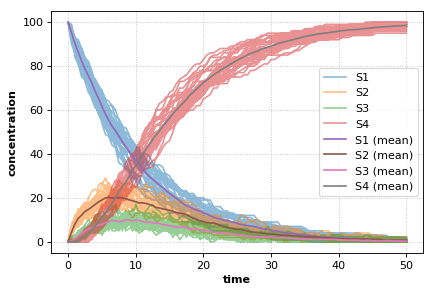 100
80
60
40
20
0
concentration
S1
S2
S3
S4
S1 (mean)
S2 (mean)
S3 (mean)
S4 (mean)
0 10 20 30 40 50
time